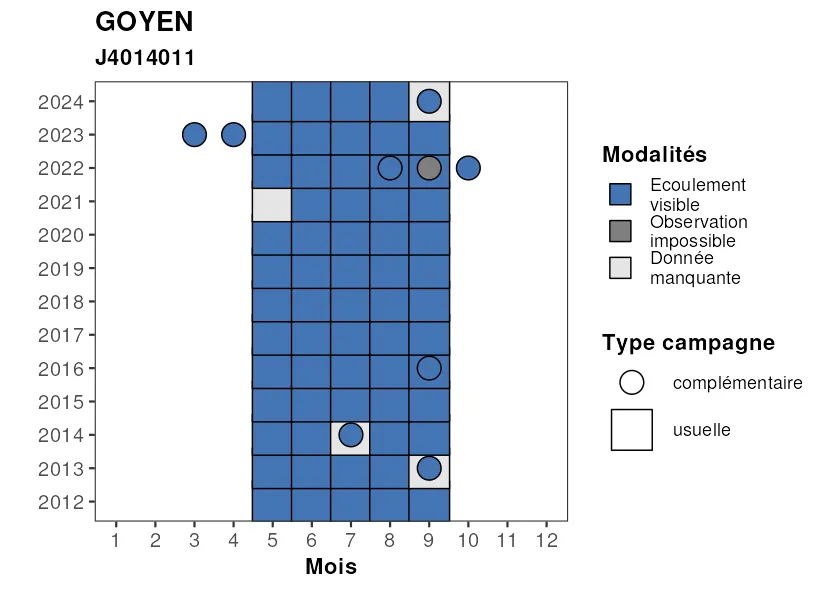 GOYEN
J4014011
2024
2023
2022
2021
2020
2019
2018
2017
2016
2015
2014
2013
2012
1 2 3 4 5 6 7 8 9 10 11 12
Mois
Modalités
Ecoulement
visible
Observation
impossible
Donnée
manquante
Type campagne
complémentaire
usuelle